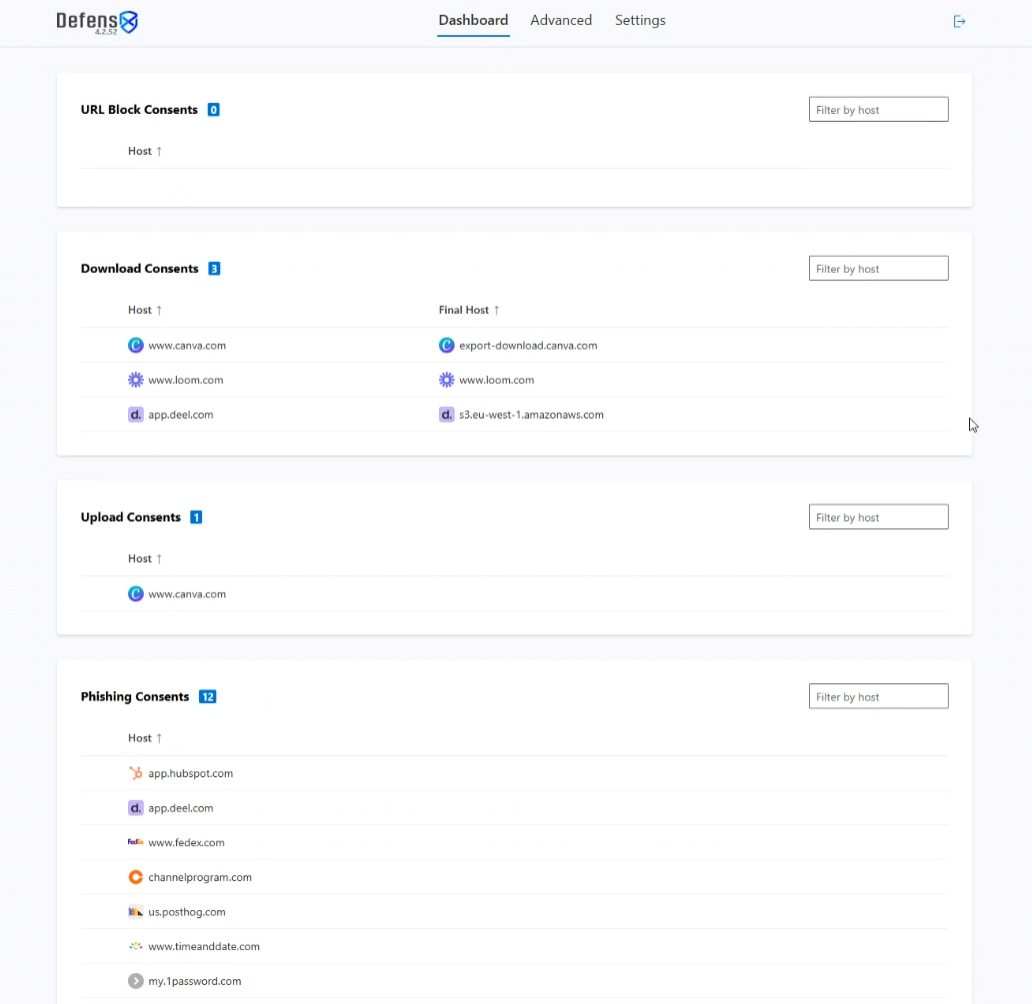 DefensX
4.2.52
Dashboard Advanced Settings
URL Block Consents 0
Filter by host
Host ↑
Download Consents 3
Filter by host
Host ↑ Final Host ↑
www.canva.com export-download.canva.com
www.loom.com www.loom.com
d. app.deel.com d. s3.eu-west-1.amazonaws.com
Upload Consents 1
Filter by host
Host ↑
www.canva.com
Phishing Consents 12
Filter by host
Host ↑
app.hubspot.com
d. app.deel.com
FedEx www.fedex.com
channelprogram.com
us.posthog.com
www.timeanddate.com
my.1password.com